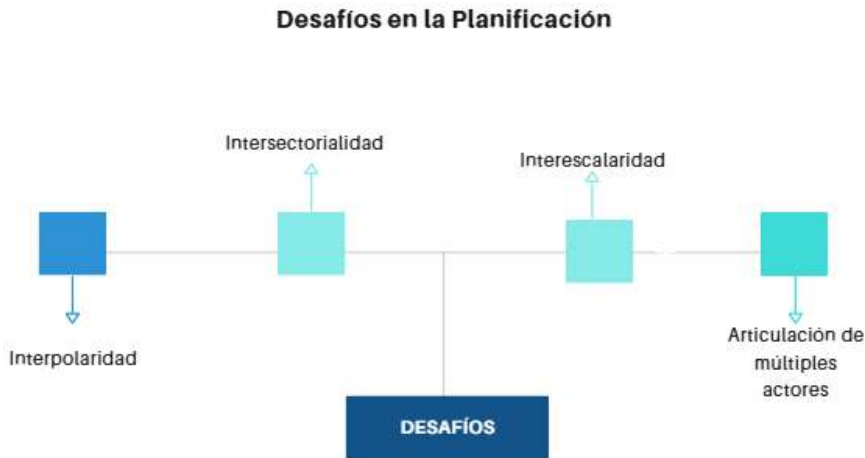 Desafíos en la Planificación
Intersectorialidad
Interescalaridad
Interpolaridad
Articulación de
múltiples
actores
DESAFÍOS